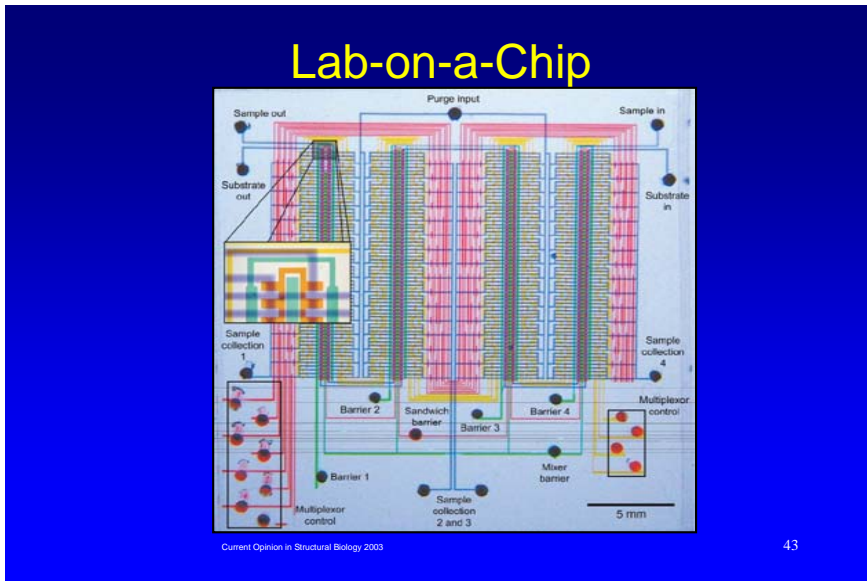 Lab-on-a-Chip
Purge input
Sample out
Sample in
Substrate
out
Substrate
in
Sample
collection
1
Sample
collection
4
Multiplexor
control
Barrier 2
Sandwich
barrier
Barrier 3
Barrier 4
Barrier 1
Mixer
barrier
Multiplexor
control
Sample
collection
2 and 3
5 mm
Current Opinion in Structural Biology 2003
43